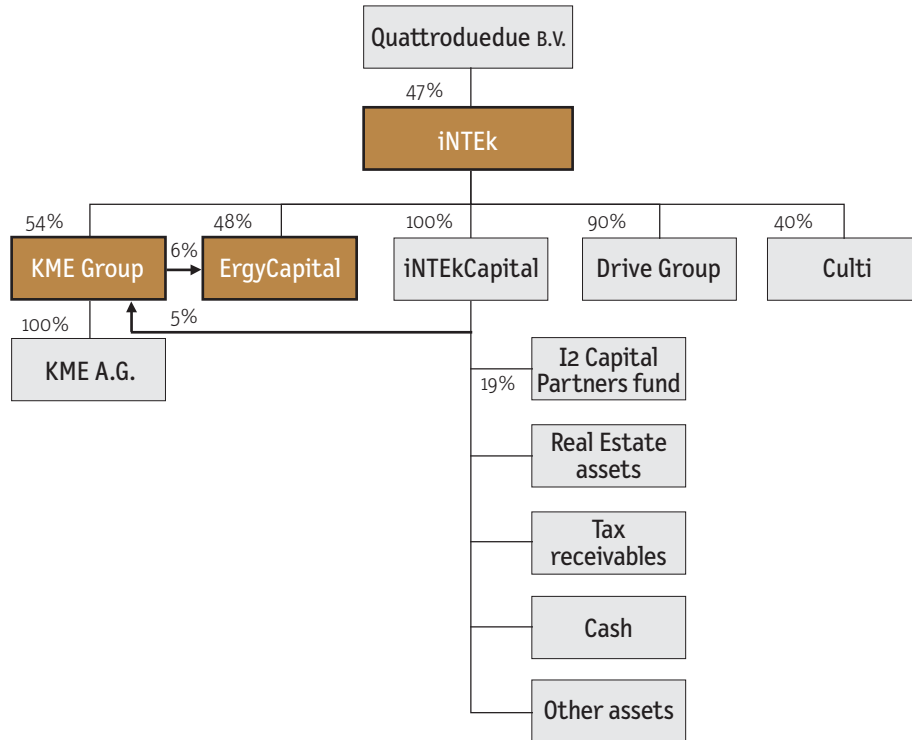 Quattroduedue B.V.
47%
iNTEk
54%
48%
100%
90%
40%
KME Group
6%
ErgyCapital
iNTEkCapital
Drive Group
Culti
100%
5%
KME A.G.
19%
I2 Capital
Partners fund
Real Estate
assets
Tax
receivables
Cash
Other assets